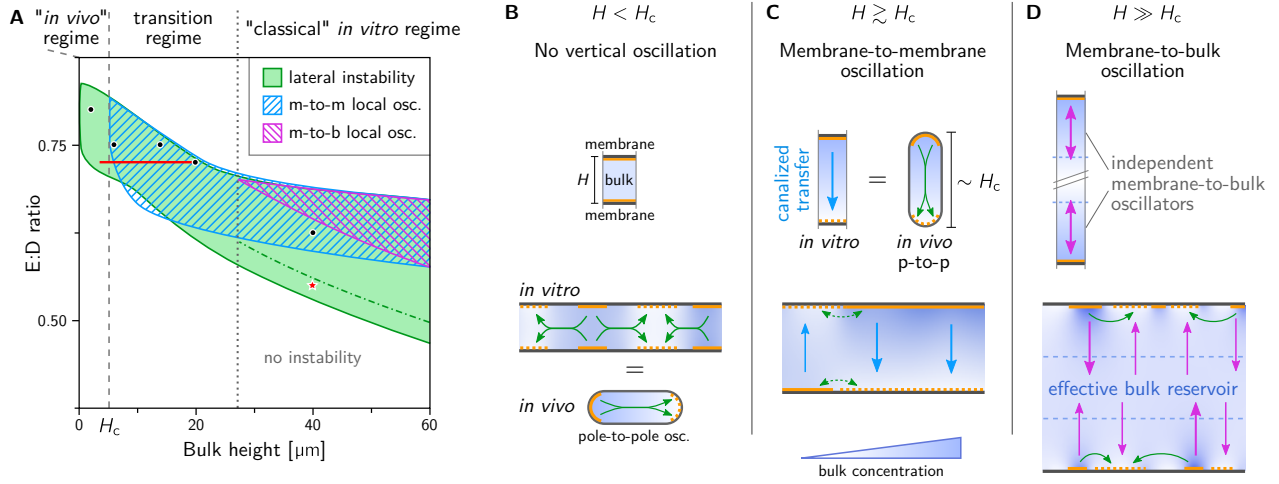 A
"in vivo" regime
transition regime
"classical" in vitro regime
lateral instability
m-to-m local osc.
m-to-b local osc.
0.75
0.50
E:D ratio
no instability
0
Hc
20
40
60
Bulk height [μm]
B
H < Hc
No vertical oscillation
membrane
H
bulk
membrane
in vitro
=
in vivo
pole-to-pole osc.
C
H ≳ Hc
Membrane-to-membrane
oscillation
canalized
transfer
=
∼ Hc
in vitro
in vivo
p-to-p
bulk concentration
D
H ≫ Hc
Membrane-to-bulk
oscillation
independent
membrane-to-bulk
oscillators
effective bulk reservoir